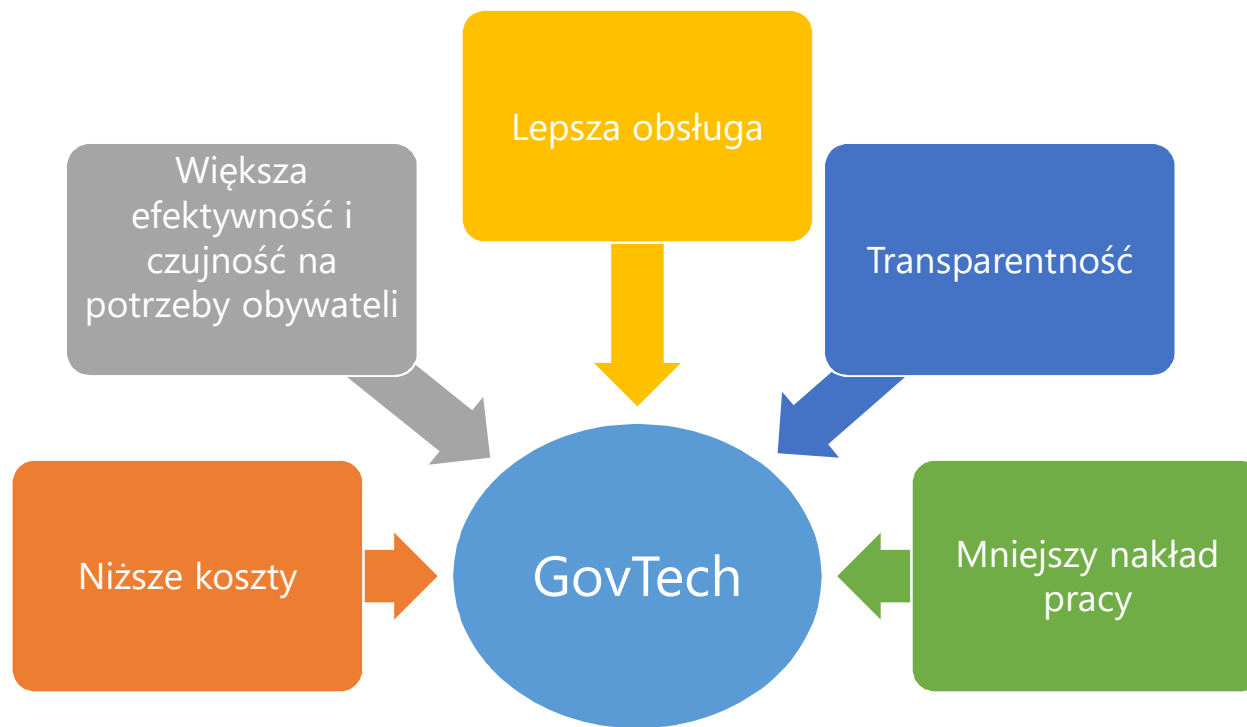 Lepsza obsługa
Większa
efektywność i
czujność na
potrzeby obywateli
Transparentność
Niższe koszty
GovTech
Mniejszy nakład
pracy